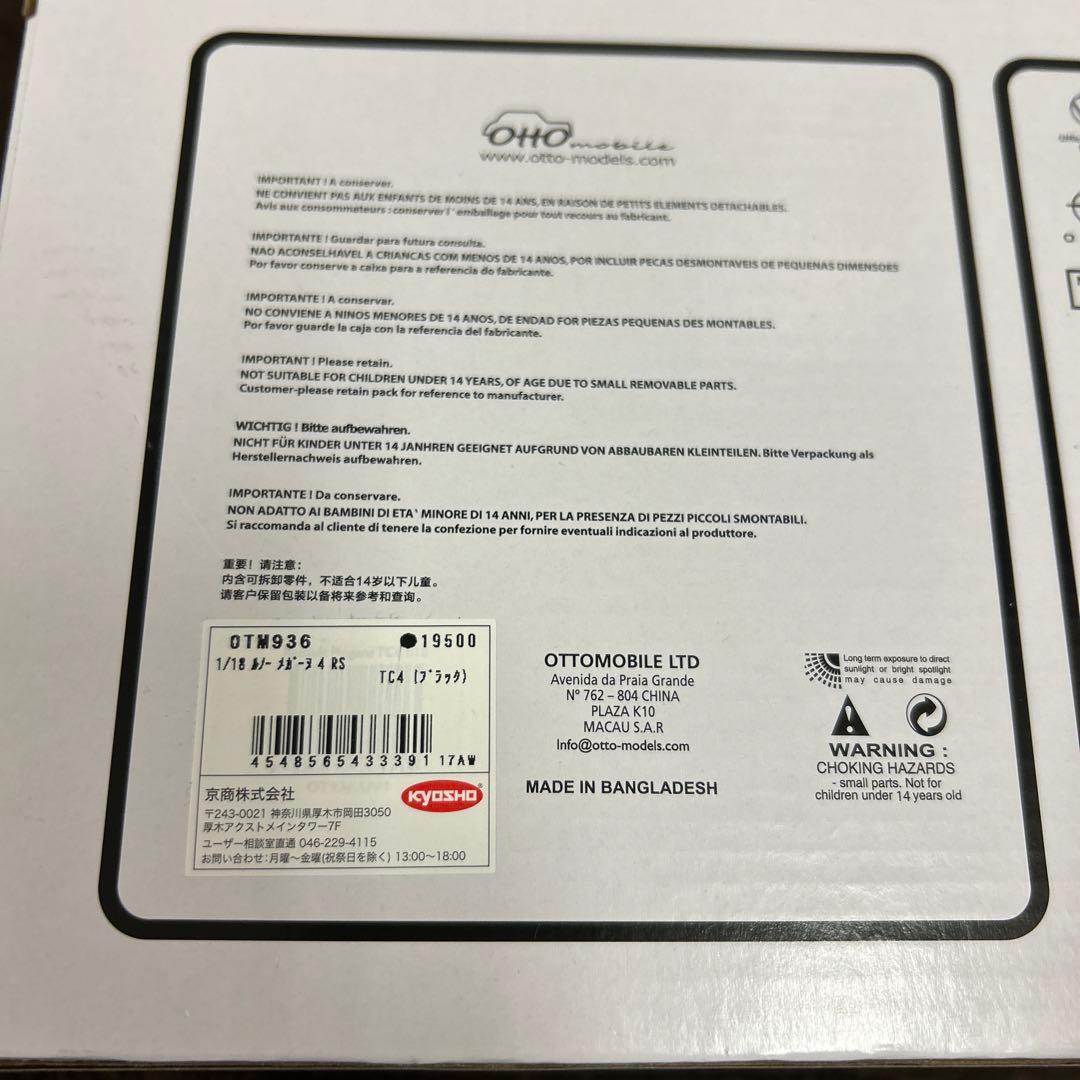 OttO mobile
www.otto-models.com
IMPORTANT ! A conserver.
NE CONVIENT PAS AUX ENFANTS DE MOINS DE 14 ANS, EN RAISON DE PETITS ELEMENTS DETACHABLES.
Avis aux consommateurs : conserver l'emballage pour tout recours au fabricant.
IMPORTANTE ! Guardar para futura consulta.
NAO ACONSELHAVEL A CRIANCAS COM MENOS DE 14 ANOS, POR INCLUIR PECAS DESMONTAVEIS DE PEQUENAS DIMENSOES
Por favor conserve a caixa para a referencia do fabricante.
IMPORTANTE ! A conservar.
NO CONVIENE A NINOS MENORES DE 14 ANOS, DE ENDAD FOR PIEZAS PEQUENAS DES MONTABLES.
Por favor guarde la caja con la referencia del fabricante.
IMPORTANT ! Please retain.
NOT SUITABLE FOR CHILDREN UNDER 14 YEARS, OF AGE DUE TO SMALL REMOVABLE PARTS.
Customer-please retain pack for reference to manufacturer.
WICHTIG ! Bitte aufbewahren.
NICHT FÜR KINDER UNTER 14 JANHREN GEEIGNET AUFGRUND VON ABBAUBAREN KLEINTEILEN. Bitte Verpackung als
Herstellernachweis aufbewahren.
IMPORTANTE ! Da conservare.
NON ADATTO AI BAMBINI DI ETA' MINORE DI 14 ANNI, PER LA PRESENZA DI PEZZI PICCOLI SMONTABILI.
Si raccomanda al cliente di tenere la confezione per fornire eventuali indicazioni al produttore.
重要！请注意：
内含可拆卸零件，不适合14岁以下儿童。
请客户保留包装以备将来参考和查询。
OTM936 ●19500
1/18 ﾙﾉｰ ﾒｶﾞｰﾇ 4 RS
TC4 (ﾌﾞﾗｯｸ)
4548565433391 17AW
京商株式会社 KYOSHO
〒243-0021 神奈川県厚木市岡田3050
厚木アクストメインタワー7F
ユーザー相談室直通 046-229-4115
お問い合わせ:月曜～金曜(祝祭日を除く) 13:00～18:00
OTTOMOBILE LTD
Avenida da Praia Grande
N° 762 – 804 CHINA
PLAZA K10
MACAU S.A.R
Info@otto-models.com
MADE IN BANGLADESH
Long term exposure to direct
sunlight or bright spotlight
may cause damage
WARNING :
CHOKING HAZARDS
- small parts. Not for
children under 14 years old